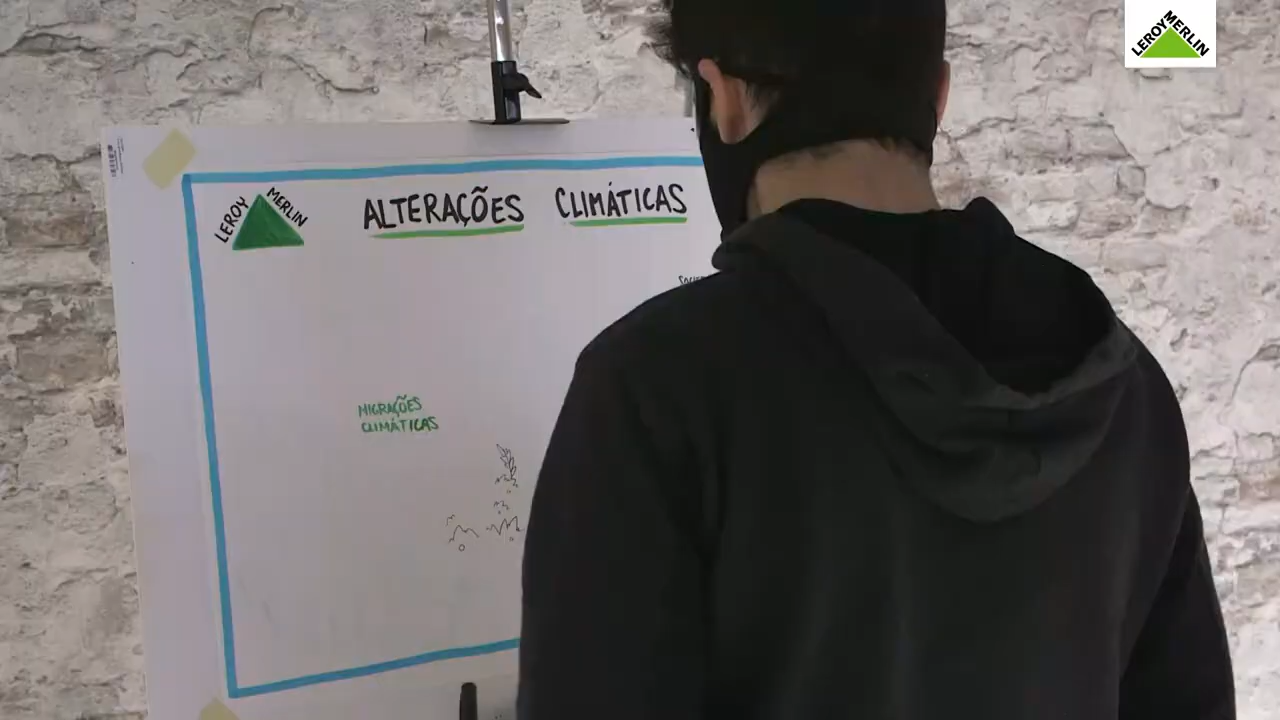 LEROY MERLIN
LEROY MERLIN
ALTERAÇÕES CLIMÁTICAS
MIGRAÇÕES
CLIMÁTICAS